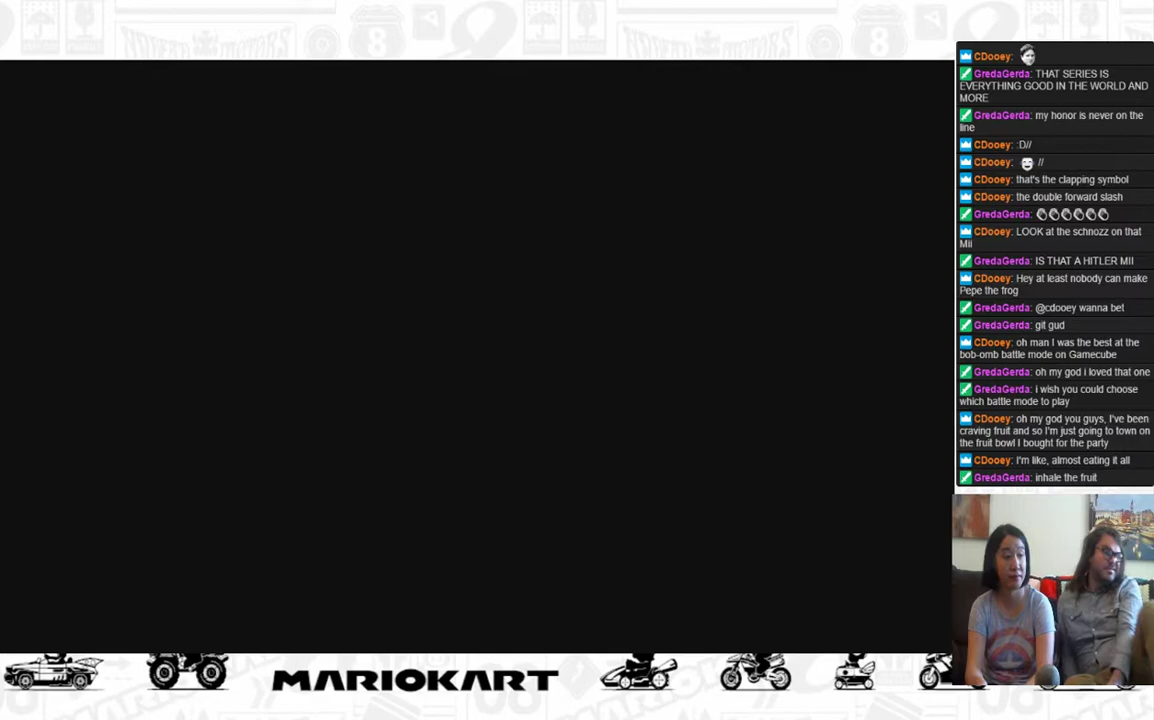 CDooey:
GredaGerda: THAT SERIES IS
EVERYTHING GOOD IN THE WORLD AND
MORE
GredaGerda: my honor is never on the
line
CDooey: :D//
CDooey: //
CDooey: that's the clapping symbol
CDooey: the double forward slash
GredaGerda:
CDooey: LOOK at the schnozz on that
Mii
GredaGerda: IS THAT A HITLER MII
CDooey: Hey at least nobody can make
Pepe the frog
GredaGerda: @cdooey wanna bet
GredaGerda: git gud
CDooey: oh man I was the best at the
bob-omb battle mode on Gamecube
GredaGerda: oh my god i loved that one
GredaGerda: i wish you could choose
which battle mode to play
CDooey: oh my god you guys, I've been
craving fruit and so I'm just going to town on
the fruit bowl I bought for the party
CDooey: I'm like, almost eating it all
GredaGerda: inhale the fruit
MARIOKART